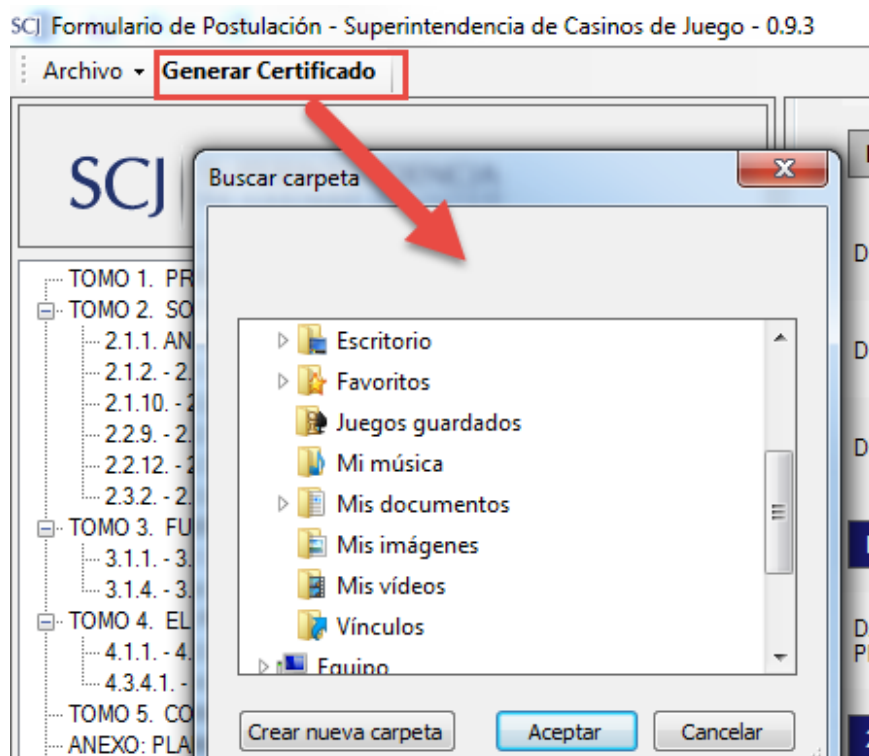 SCJ Formulario de Postulación - Superintendencia de Casinos de Juego - 0.9.3
Archivo Generar Certificado
SCJ
Buscar carpeta
TOMO 1. PR
TOMO 2. SO
2.1.1. AN
2.1.2. - 2.
2.1.10. - 2
2.2.9. - 2.
2.2.12. - 2
2.3.2. - 2.
TOMO 3. FU
3.1.1. - 3.
3.1.4. - 3.
TOMO 4. EL
4.1.1. - 4.
4.3.4.1. -
TOMO 5. CO
ANEXO: PLA
Escritorio
Favoritos
Juegos guardados
Mi música
Mis documentos
Mis imágenes
Mis vídeos
Vínculos
Equipo
Crear nueva carpeta Aceptar Cancelar
D
D
D
D